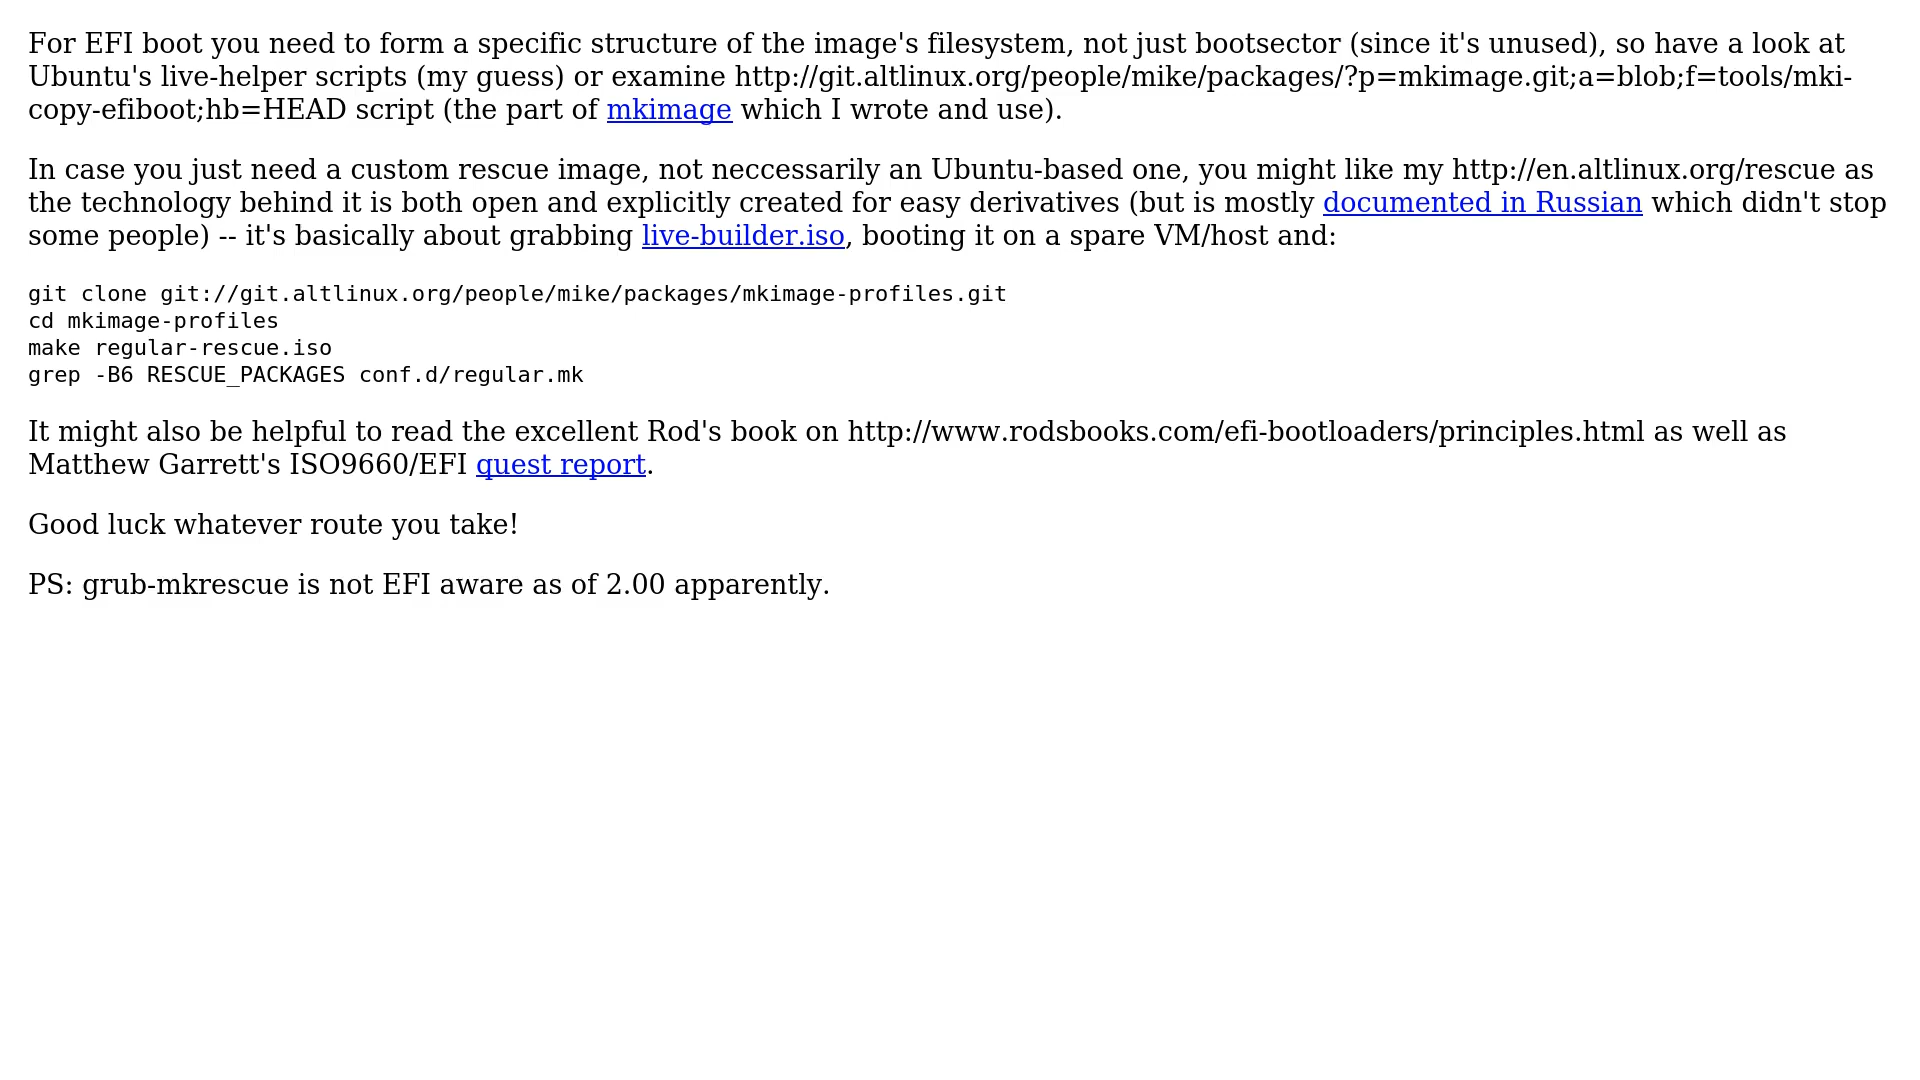 For EFI boot you need to form a specific structure of the image's filesystem, not just bootsector (since it's unused), so have a look at
Ubuntu's live-helper scripts (my guess) or examine http://git.altlinux.org/people/mike/packages/?p=mkimage.git;a=blob;f=tools/mki-
copy-efiboot;hb=HEAD script (the part of mkimage which I wrote and use).
In case you just need a custom rescue image, not neccessarily an Ubuntu-based one, you might like my http://en.altlinux.org/rescue as
the technology behind it is both open and explicitly created for easy derivatives (but is mostly documented in Russian which didn't stop
some people) -- it's basically about grabbing live-builder.iso, booting it on a spare VM/host and:
git clone git://git.altlinux.org/people/mike/packages/mkimage-profiles.git
cd mkimage-profiles
make regular-rescue.iso
grep -B6 RESCUE_PACKAGES conf.d/regular.mk
It might also be helpful to read the excellent Rod's book on http://www.rodsbooks.com/efi-bootloaders/principles.html as well as
Matthew Garrett's ISO9660/EFI quest report.
Good luck whatever route you take!
PS: grub-mkrescue is not EFI aware as of 2.00 apparently.